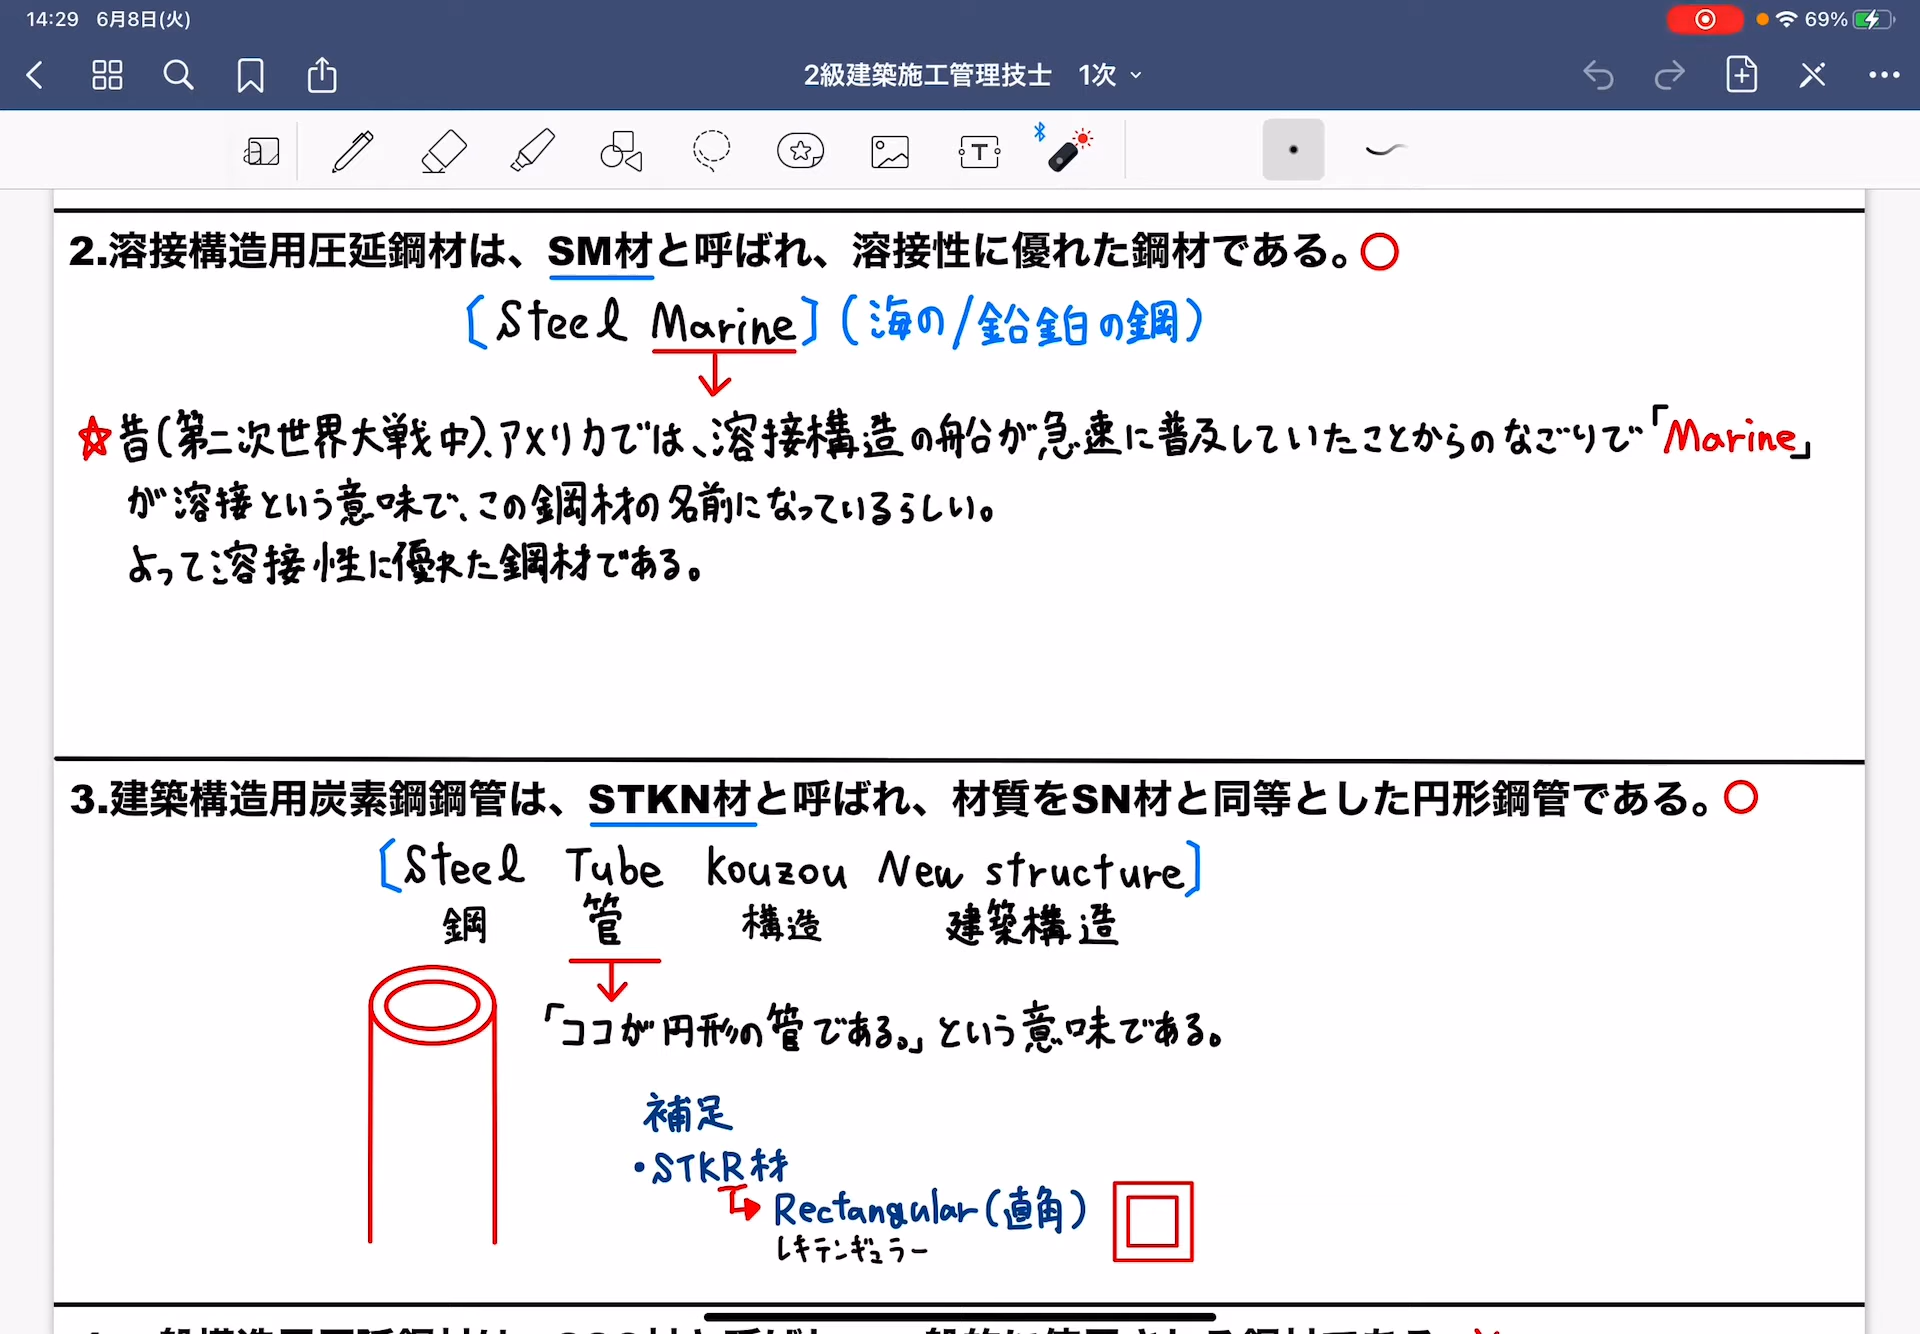 14:29 6月8日(火)
69%
2級建築施工管理技士 1次
2.溶接構造用圧延鋼材は、SM材と呼ばれ、溶接性に優れた鋼材である。○
[Steel Marine](海の/船舶の鋼)
☆昔(第二次世界大戦中)、アメリカでは、溶接構造の船が急速に普及していたことからのなごりで「Marine」
が溶接という意味で、この鋼材の名前になっているらしい。
よって溶接性に優れた鋼材である。
3.建築構造用炭素鋼鋼管は、STKN材と呼ばれ、材質をSN材と同等とした円形鋼管である。○
[Steel Tube Kouzou New structure]
鋼 管 構造 建築構造
「ココが円形の管である。」という意味である。
補足
・STKR材
Rectangular(直角)
レキテンギュラー